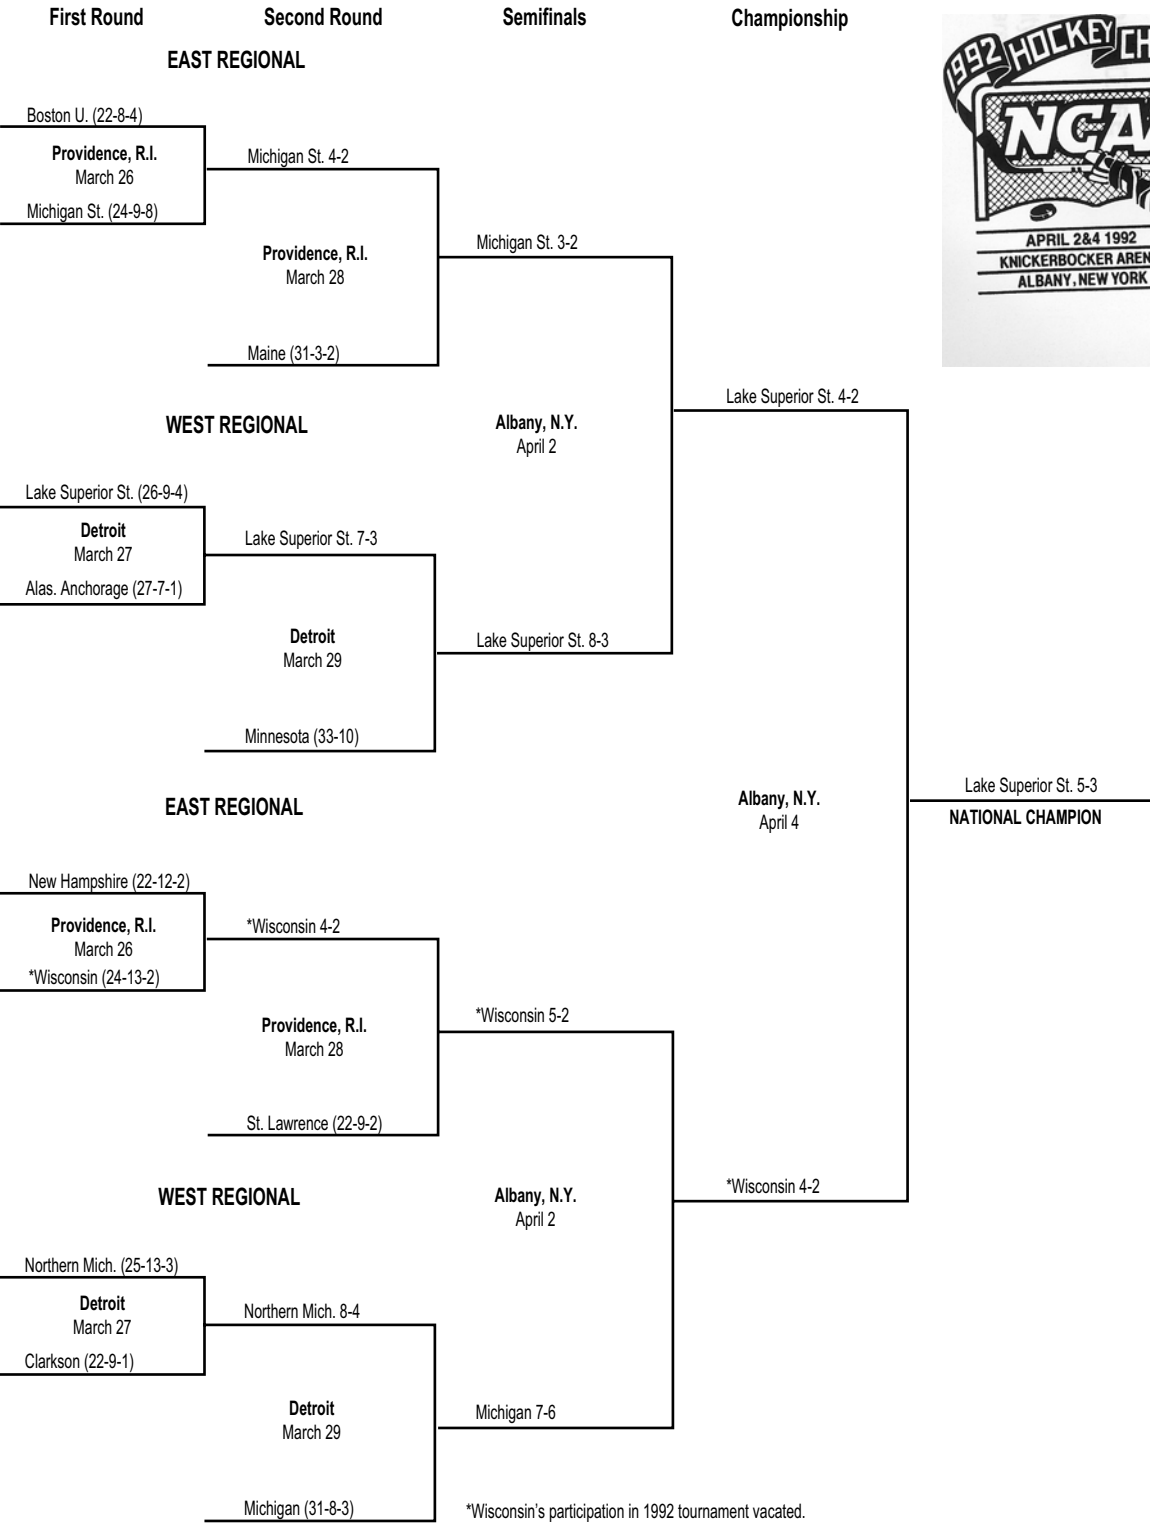 First Round
Second Round
Semifinals
Championship
EAST REGIONAL
1992 HOCKEY
NCA
APRIL 2&4 1992
KNICKERBOCKER
ALBANY, NEW YORK
Boston U. (22-8-4)
Providence, R.I.
March 26
Michigan St. (24-9-8)
Michigan St. 4-2
Providence, R.I.
March 28
Maine (31-3-2)
Michigan St. 3-2
WEST REGIONAL
Albany, N.Y.
April 2
Lake Superior St. 4-2
Lake Superior St. (26-9-4)
Detroit
March 27
Alas. Anchorage (27-7-1)
Lake Superior St. 7-3
Detroit
March 29
Minnesota (33-10)
Lake Superior St. 8-3
EAST REGIONAL
Albany, N.Y.
April 4
Lake Superior St. 5-3
NATIONAL CHAMPION
New Hampshire (22-12-2)
Providence, R.I.
March 26
*Wisconsin (24-13-2)
*Wisconsin 4-2
Providence, R.I.
March 28
St. Lawrence (22-9-2)
*Wisconsin 5-2
WEST REGIONAL
Albany, N.Y.
April 2
*Wisconsin 4-2
Northern Mich. (25-13-3)
Detroit
March 27
Clarkson (22-9-1)
Northern Mich. 8-4
Detroit
March 29
Michigan (31-8-3)
Michigan 7-6
*Wisconsin's participation in 1992 tournament vacated.